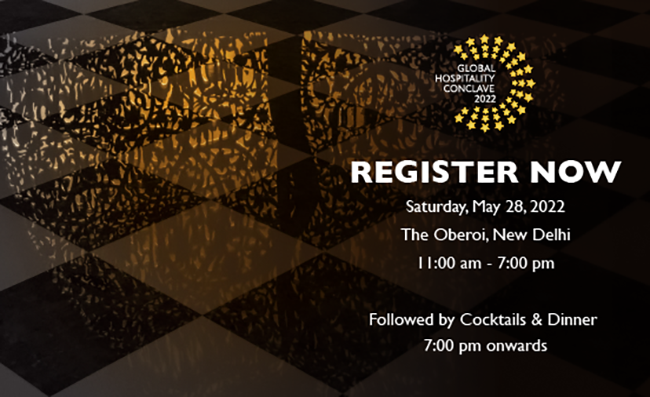 GLOBAL
HOSPITALITY
CONCLAVE
2022
REGISTER NOW
Saturday, May 28, 2022
The Oberoi, New Delhi
11:00 am - 7:00 pm
Followed by Cocktails & Dinner
7:00 pm onwards